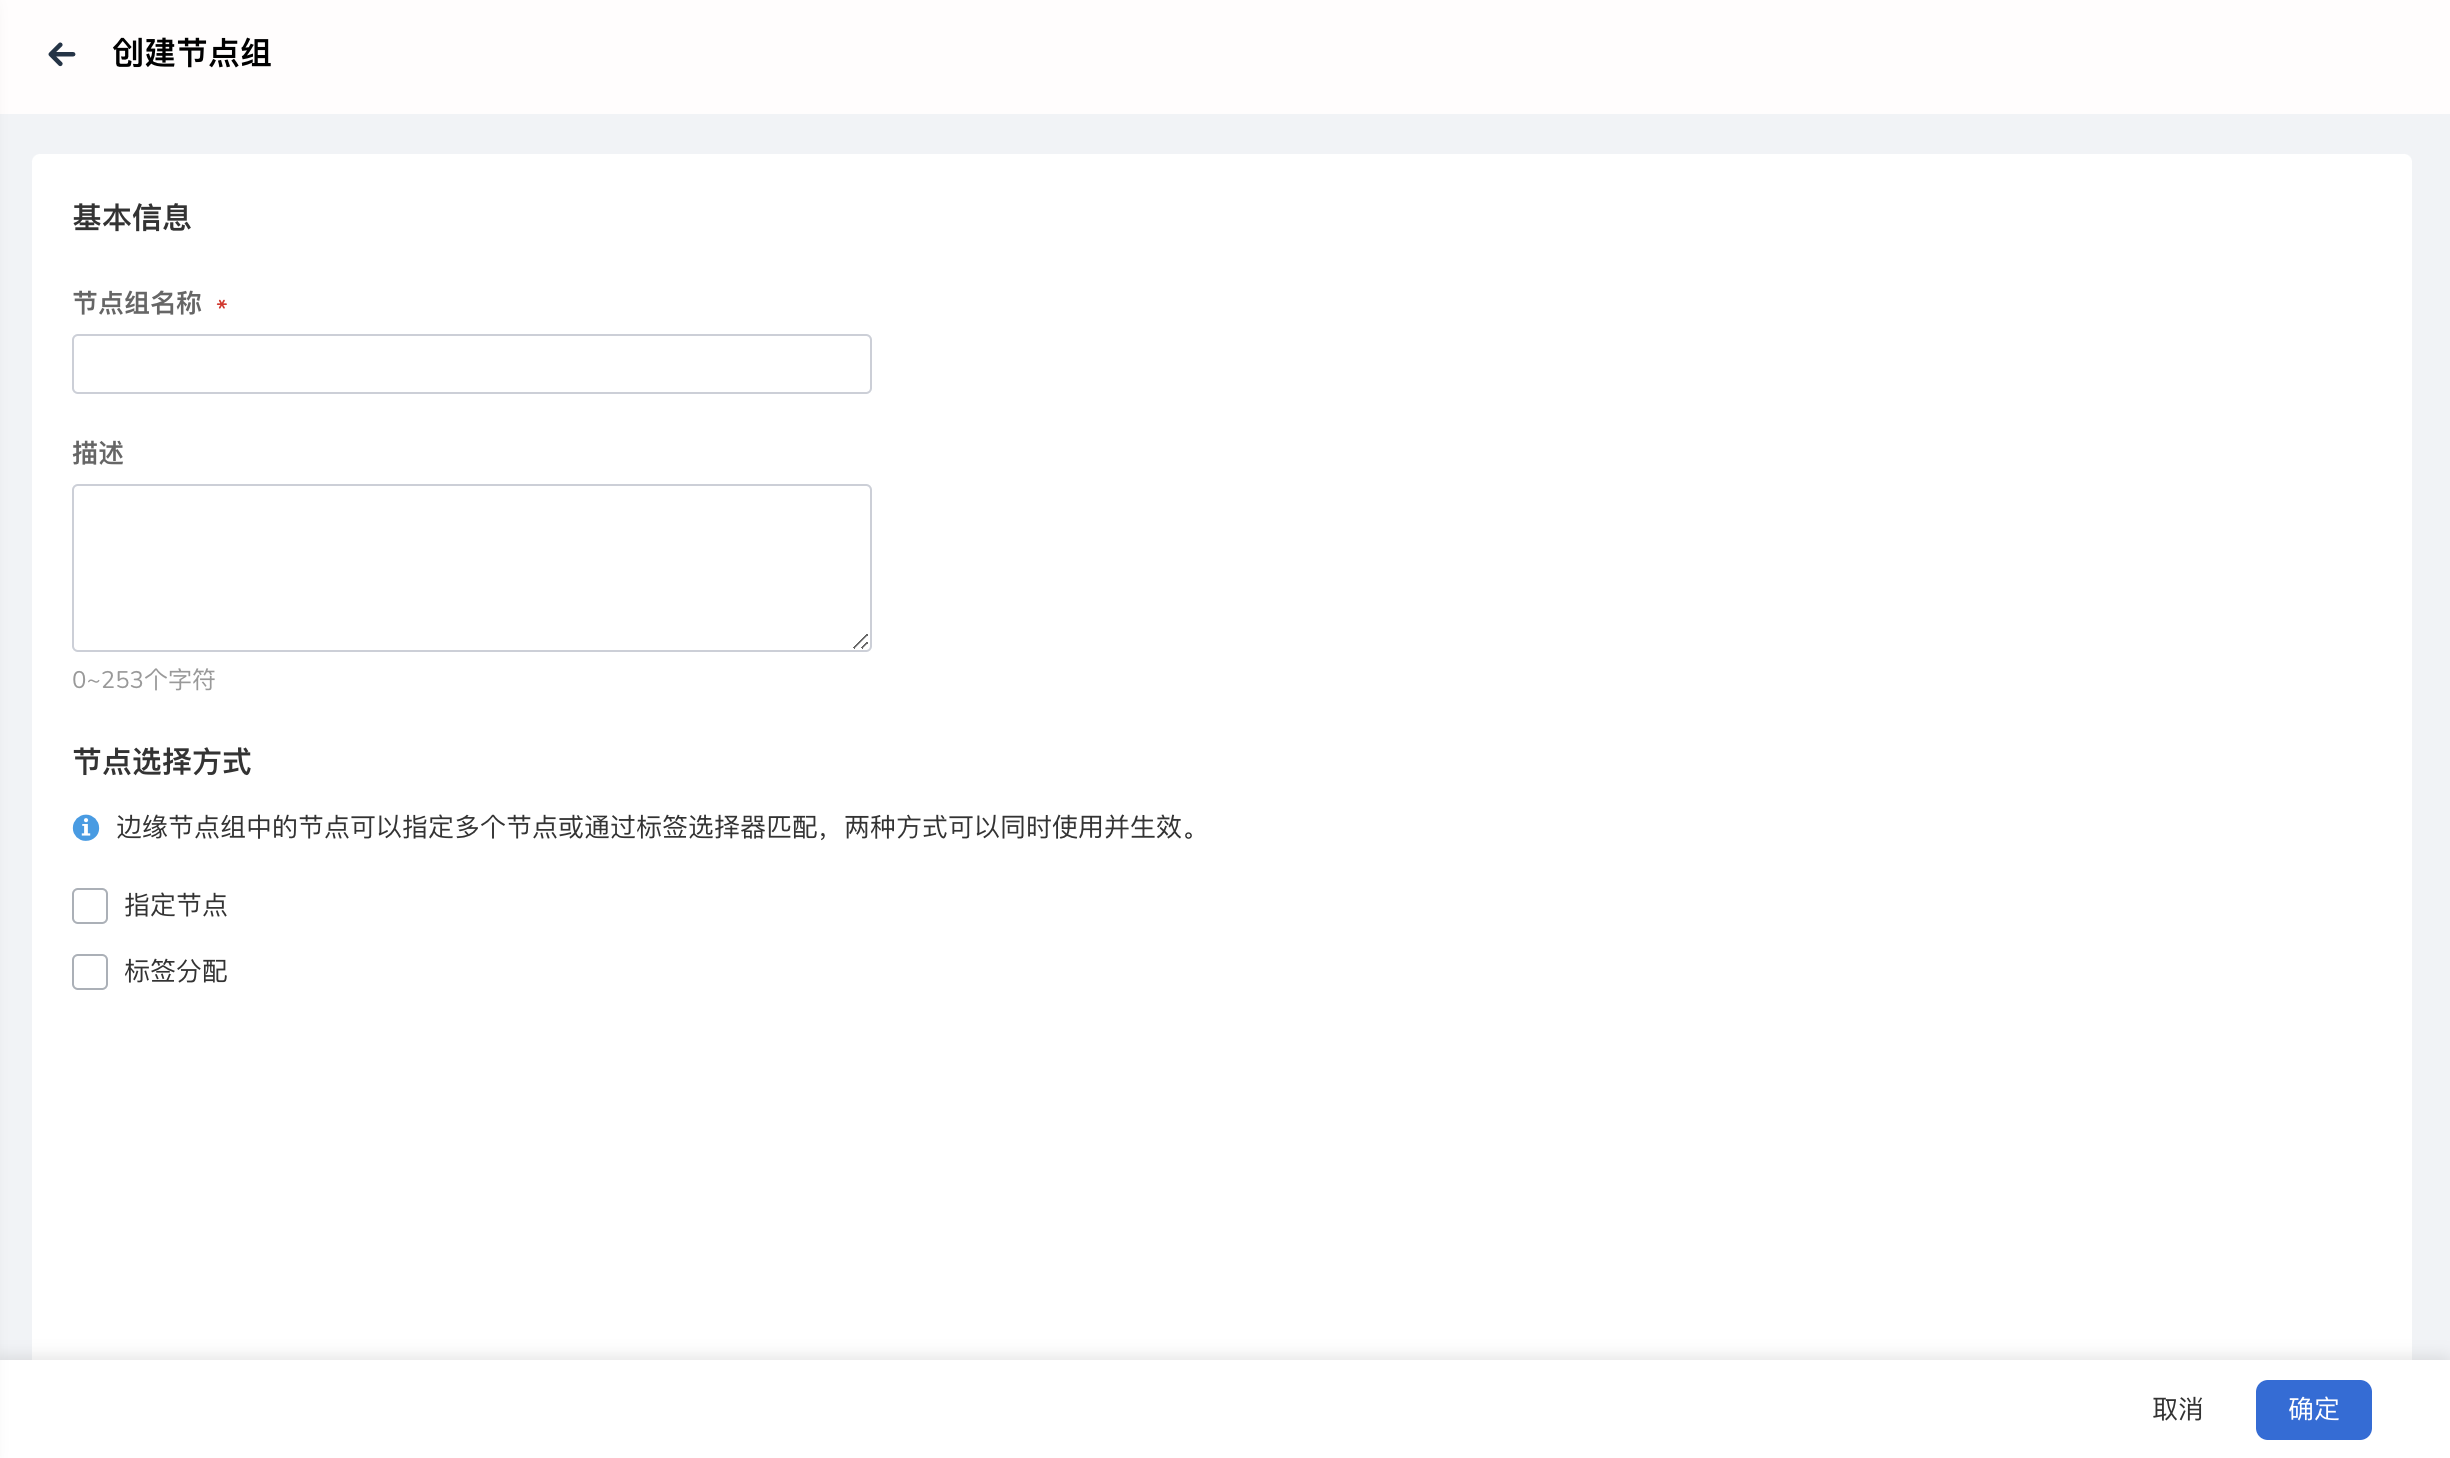 创建节点组
基本信息
节点组名称 *
描述
0~253个字符
节点选择方式
边缘节点组中的节点可以指定多个节点或通过标签选择器匹配，两种方式可以同时使用并生效。
指定节点
标签分配
取消
确定